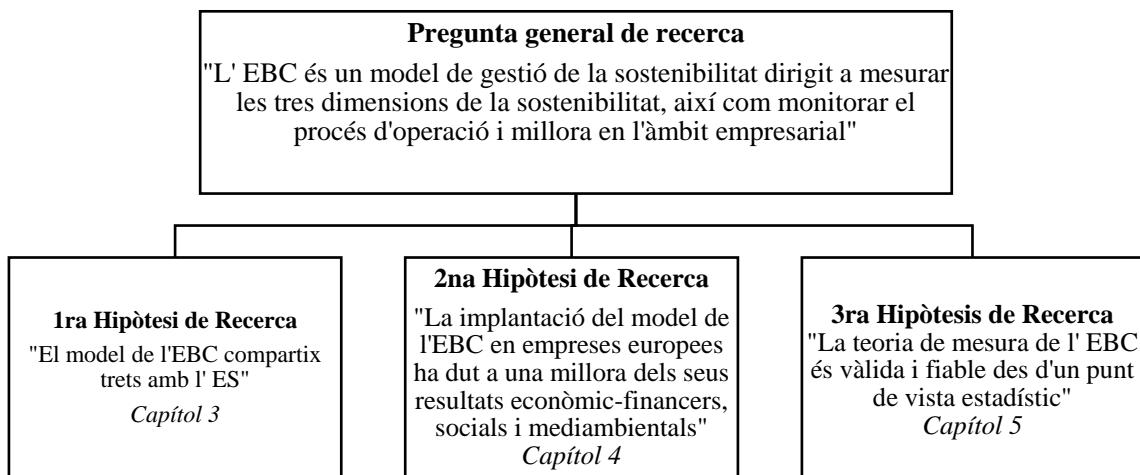 Pregunta general de recerca
"L' EBC és un model de gestió de la sostenibilitat dirigit a mesurar
les tres dimensions de la sostenibilitat, així com monitorar el
procés d'operació i millora en l'àmbit empresarial"
1ra Hipòtesi de Recerca
"El model de l'EBC compartix
trets amb l' ES"
Capítol 3
2na Hipòtesi de Recerca
"La implantació del model de
l'EBC en empreses europees
ha dut a una millora dels seus
resultats econòmic-financers,
socials i mediambientals"
Capítol 4
3ra Hipòtesis de Recerca
"La teoria de mesura de l' EBC
és vàlida i fiable des d'un punt
de vista estadístic"
Capítol 5